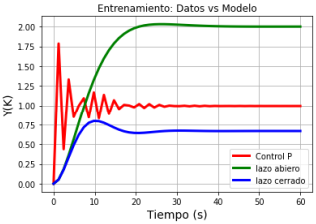 Entrenamiento: Datos vs Modelo
Y(K)
2.00
1.75
1.50
1.25
1.00
0.75
0.50
0.25
0.00
Control P
lazo abiero
lazo cerrado
0
10
20
30
40
50
60
Tiempo (s)